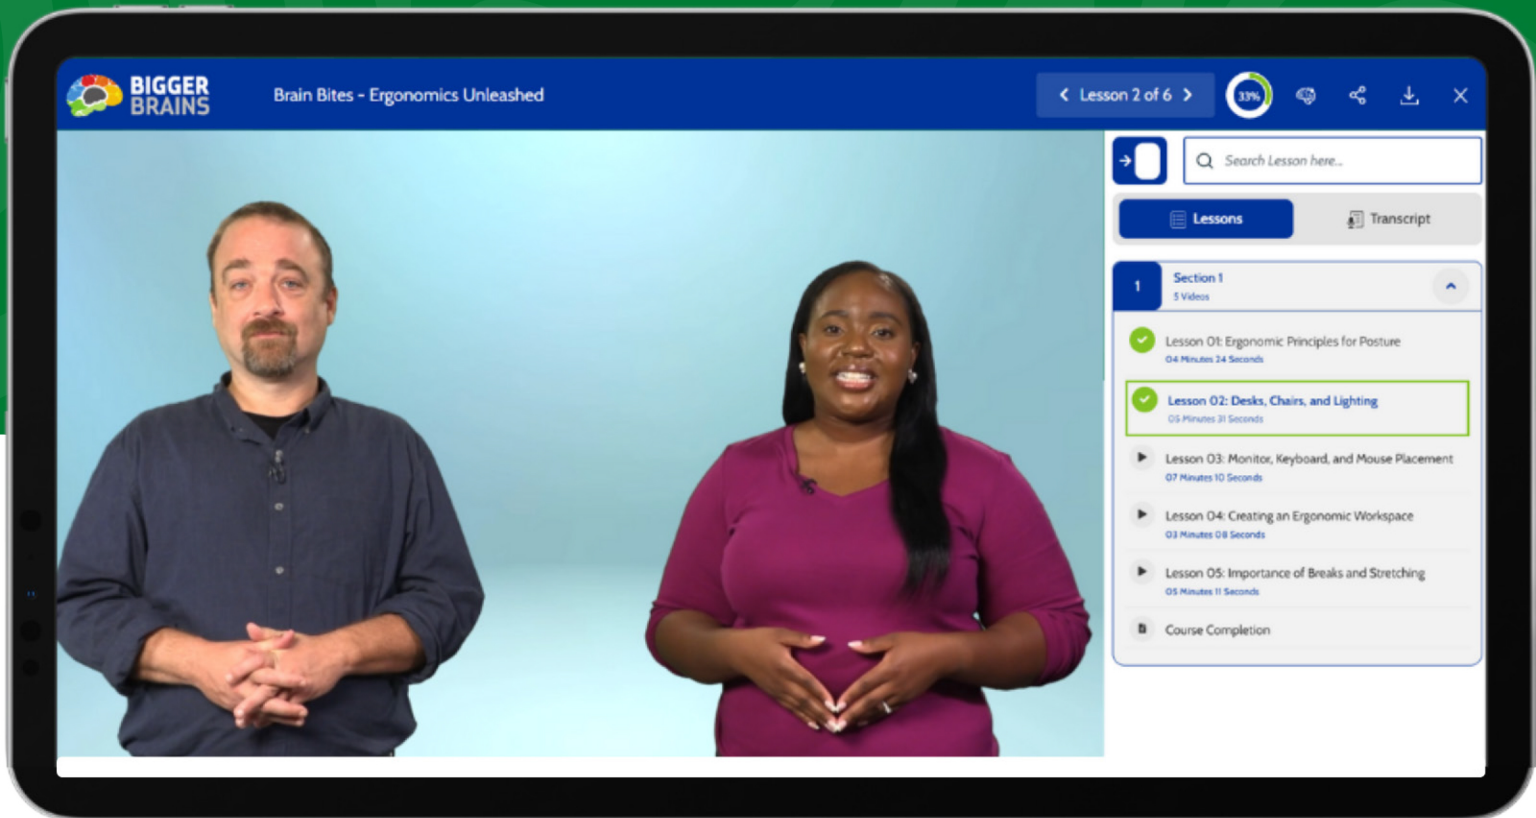 BIGGER
BRAINS
Brain Bites - Ergonomics Unleashed
Lesson 2 of 6
33%
Search Lesson here...
Lessons
Transcript
1
Section 1
5 Videos
Lesson 01: Ergonomic Principles for Posture
04 Minutes 24 Seconds
Lesson 02: Desks, Chairs, and Lighting
05 Minutes 31 Seconds
Lesson 03: Monitor, Keyboard, and Mouse Placement
07 Minutes 10 Seconds
Lesson 04: Creating an Ergonomic Workspace
03 Minutes 08 Seconds
Lesson 05: Importance of Breaks and Stretching
05 Minutes 11 Seconds
Course Completion